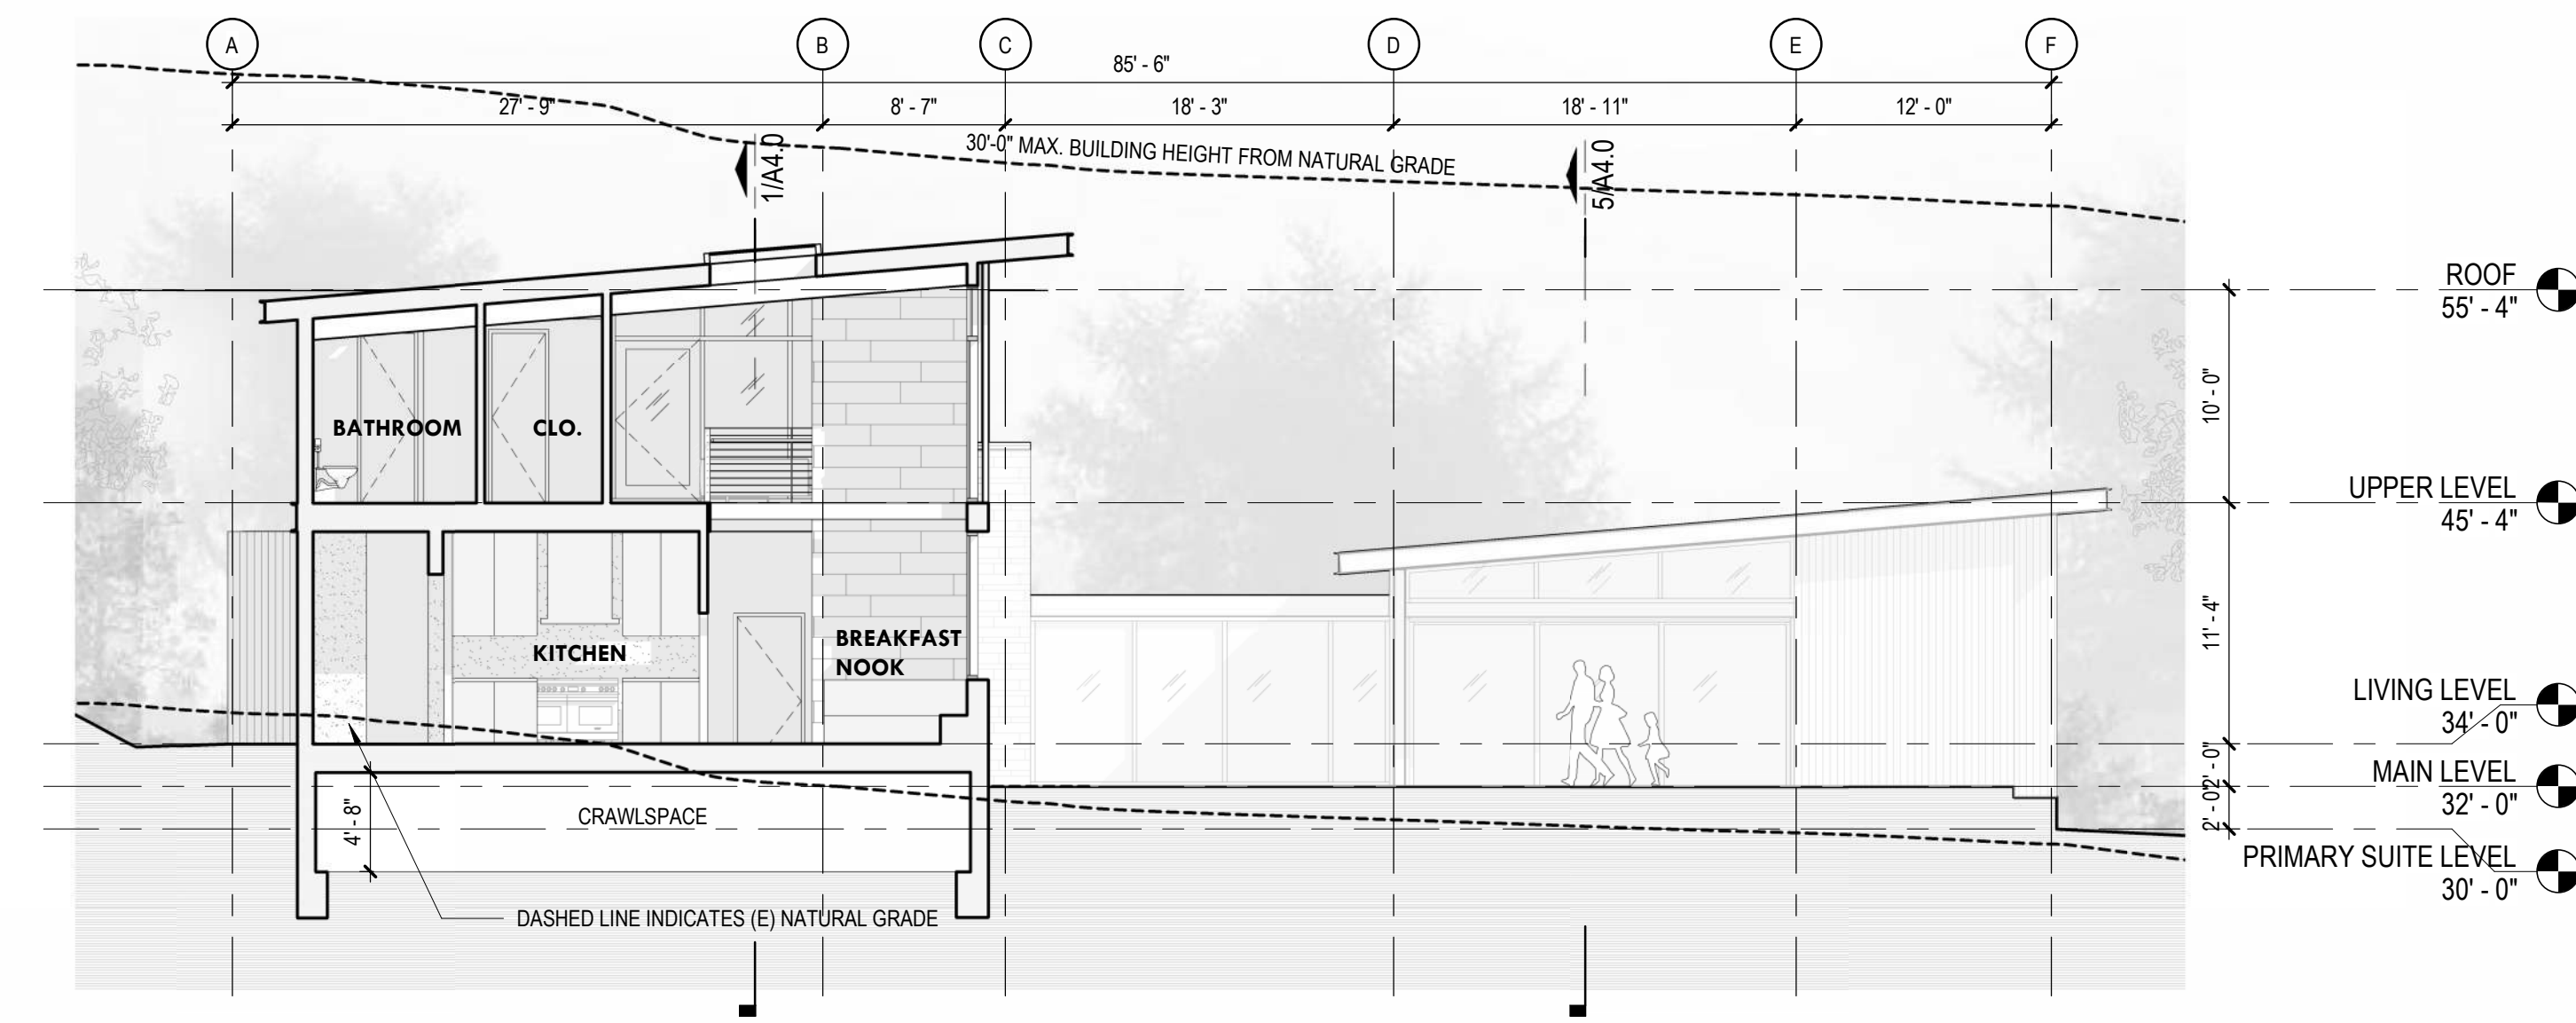 A
B
C
D
E
F
85' - 6"
27' - 9"
8' - 7"
18' - 3"
18' - 11"
12' - 0"
30'-0" MAX. BUILDING HEIGHT FROM NATURAL GRADE
1/A4.0
5/A4.0
ROOF
55' - 4"
10' - 0"
BATHROOM
CLO.
UPPER LEVEL
45' - 4"
11' - 4"
KITCHEN
BREAKFAST
NOOK
LIVING LEVEL
34' - 0"
2' - 0"
MAIN LEVEL
32' - 0"
2' - 0"
4' - 8"
CRAWLSPACE
PRIMARY SUITE LEVEL
30' - 0"
DASHED LINE INDICATES (E) NATURAL GRADE